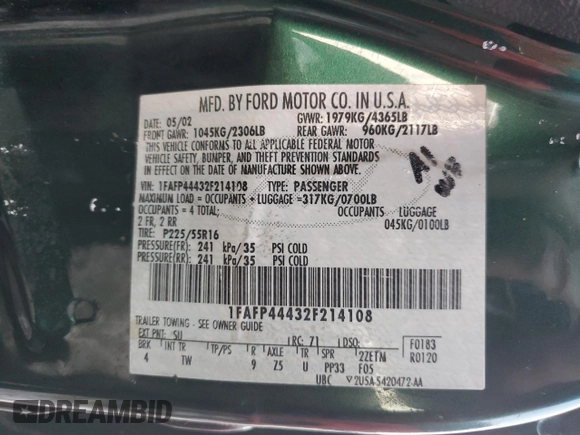 MFD. BY FORD MOTOR CO. IN U.S.A.
DATE: 05/02 GVWR: 1979KG/4365LB
FRONT GAWR: 1045KG/2306LB REAR GAWR: 960KG/2117LB
THIS VEHICLE CONFORMS TO ALL APPLICABLE FEDERAL MOTOR
VEHICLE SAFETY, BUMPER, AND THEFT PREVENTION STANDARDS
IN EFFECT ON THE DATE OF MANUFACTURE SHOWN ABOVE.
VIN: 1FAFP44432F214108 TYPE: PASSENGER
MAXIMUM LOAD = OCCUPANTS + LUGGAGE = 317KG/0700LB
OCCUPANTS = 4 TOTAL: OCCUPANTS LUGGAGE
2 FR, 2 RR 045KG/0100LB
TIRE: P225/55R16
PRESSURE(FR): 241 kPa/35 PSI COLD
PRESSURE(RR): 241 kPa/35 PSI COLD
1FAFP44432F214108
TRAILER TOWING - SEE OWNER GUIDE
EXT PNT: SU RC: 71 DSO: F0183
BRK INT TR TP/PS R AXLE TR SPR 2ZETM R0120
4 TW 9 Z5 U PP33 F05
UBC 2U5A-5420472-AA
DREAMBID